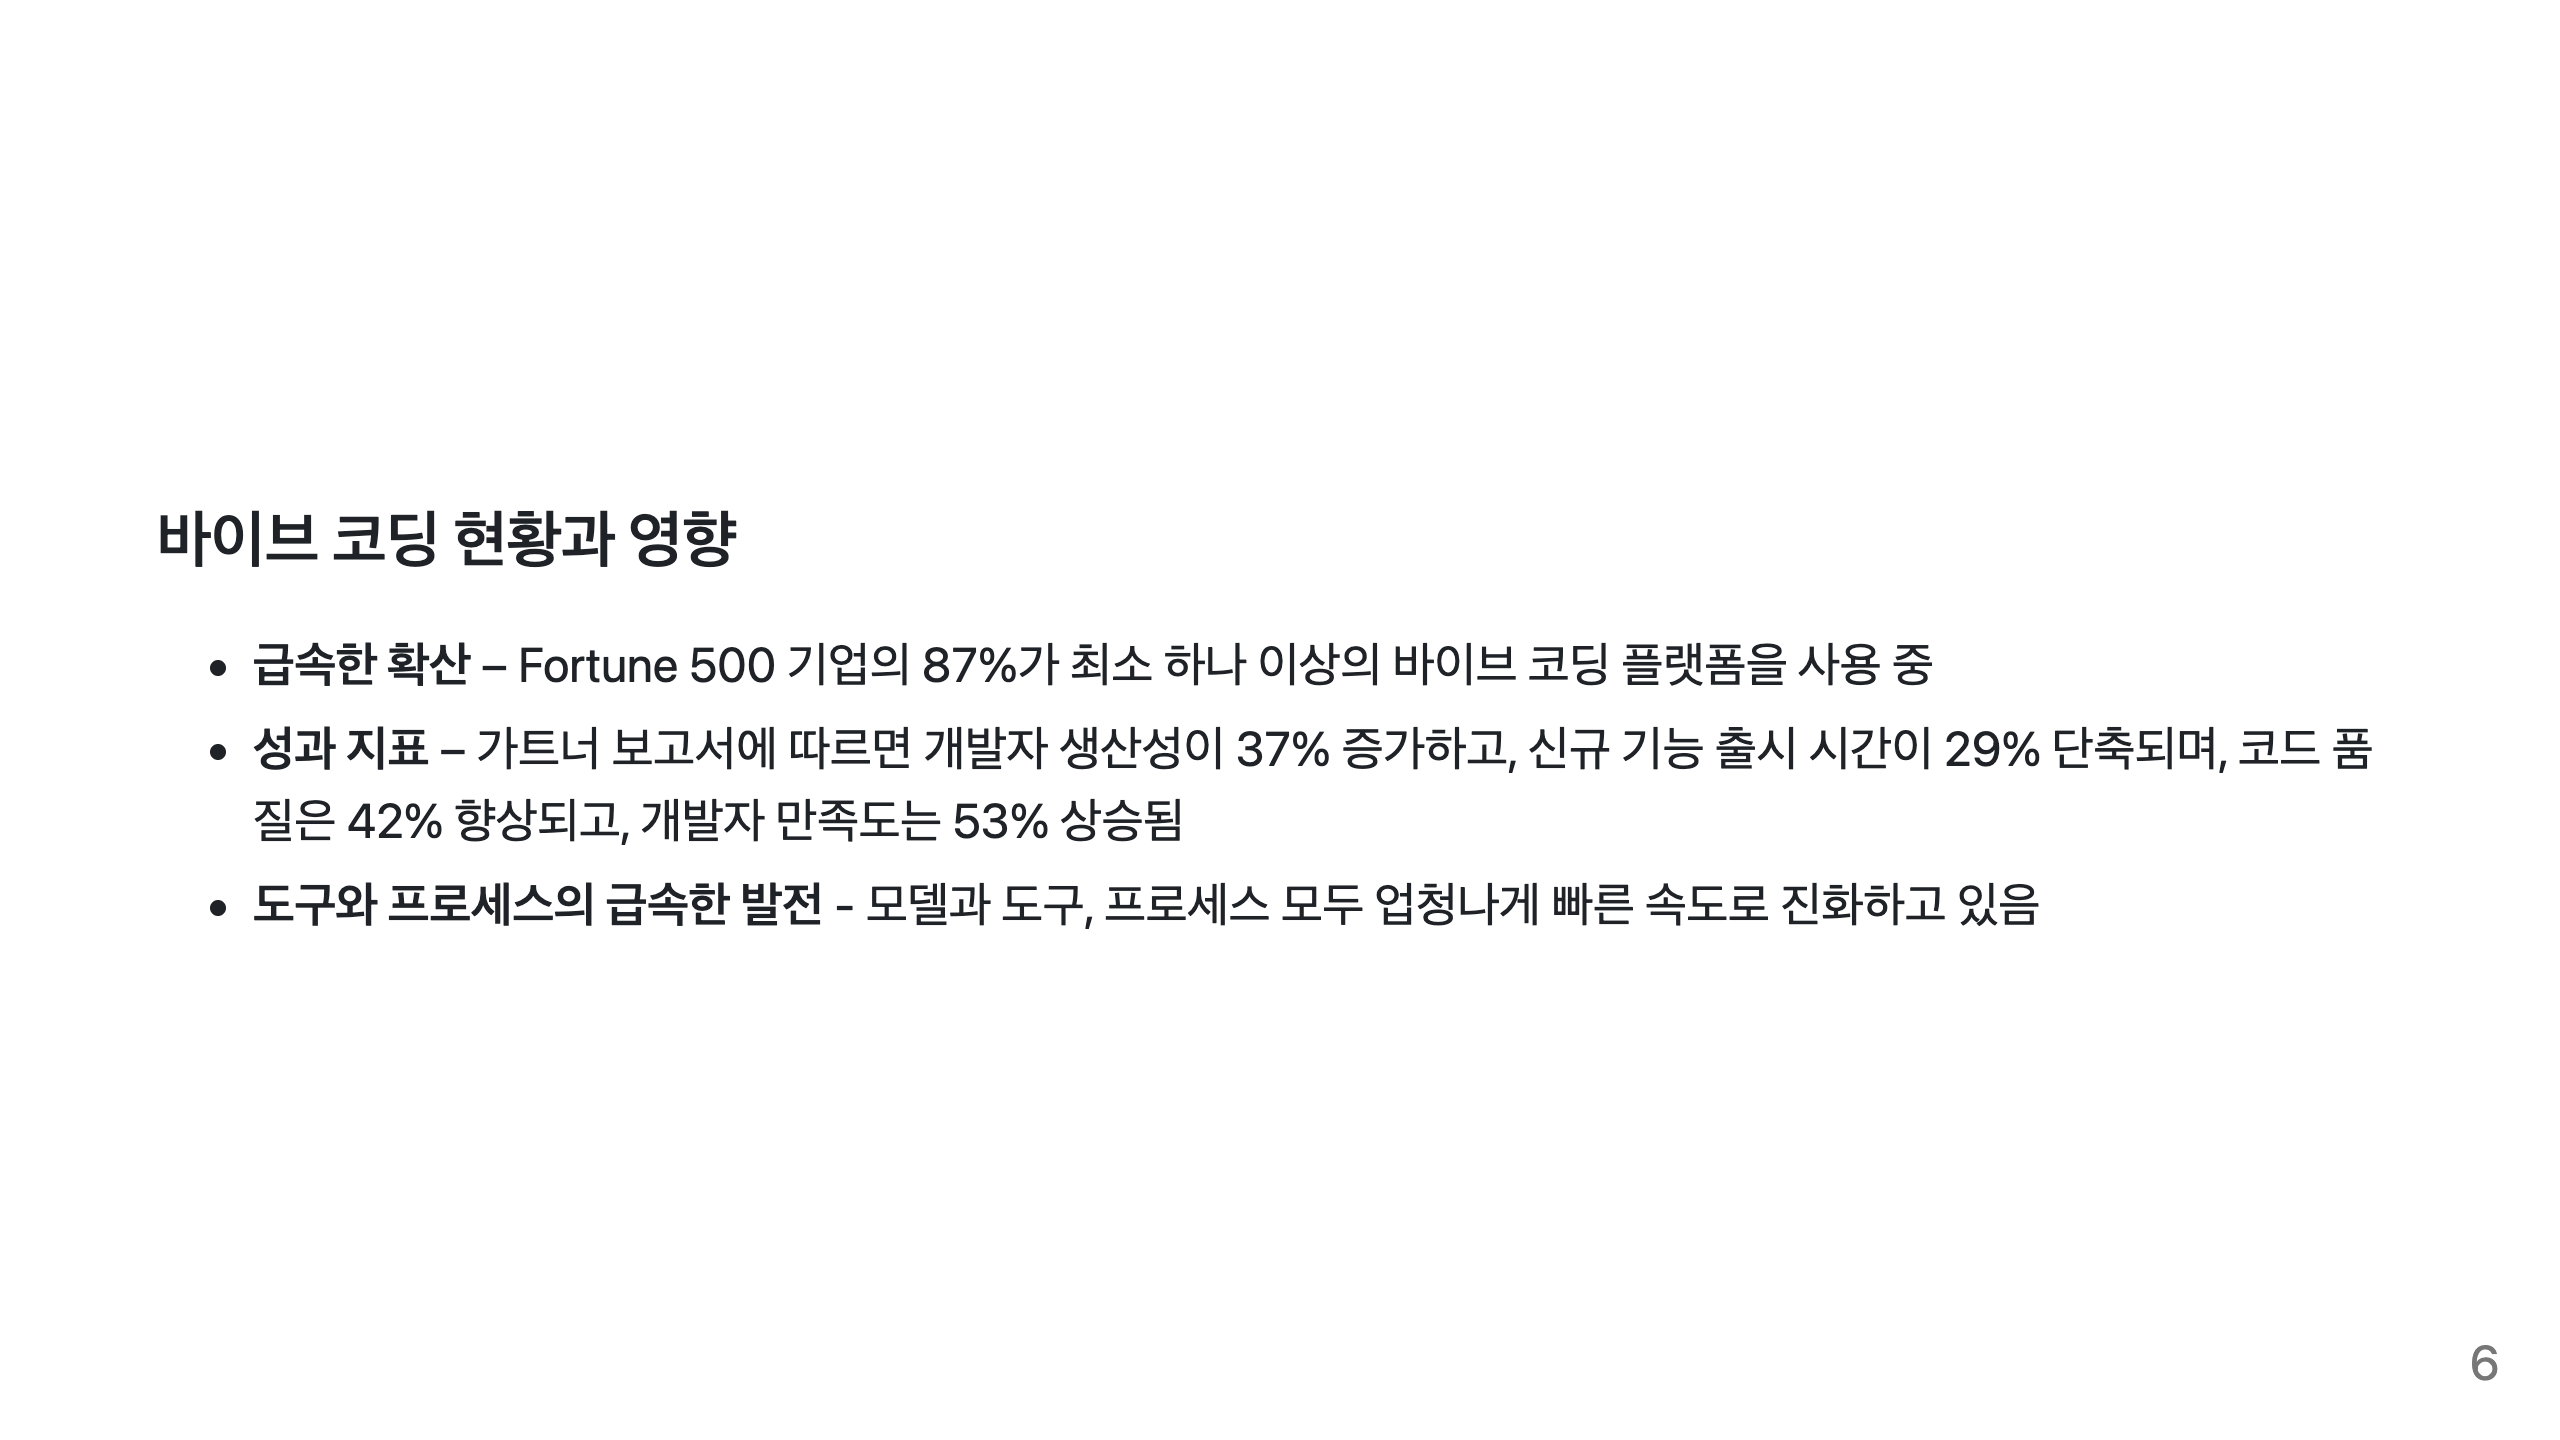 바이브 코딩 현황과 영향
• 급속한 확산 – Fortune 500 기업의 87%가 최소 하나 이상의 바이브 코딩 플랫폼을 사용 중
• 성과 지표 – 가트너 보고서에 따르면 개발자 생산성이 37% 증가하고, 신규 기능 출시 시간이 29% 단축되며, 코드 품
질은 42% 향상되고, 개발자 만족도는 53% 상승됨
• 도구와 프로세스의 급속한 발전 - 모델과 도구, 프로세스 모두 업청나게 빠른 속도로 진화하고 있음
6